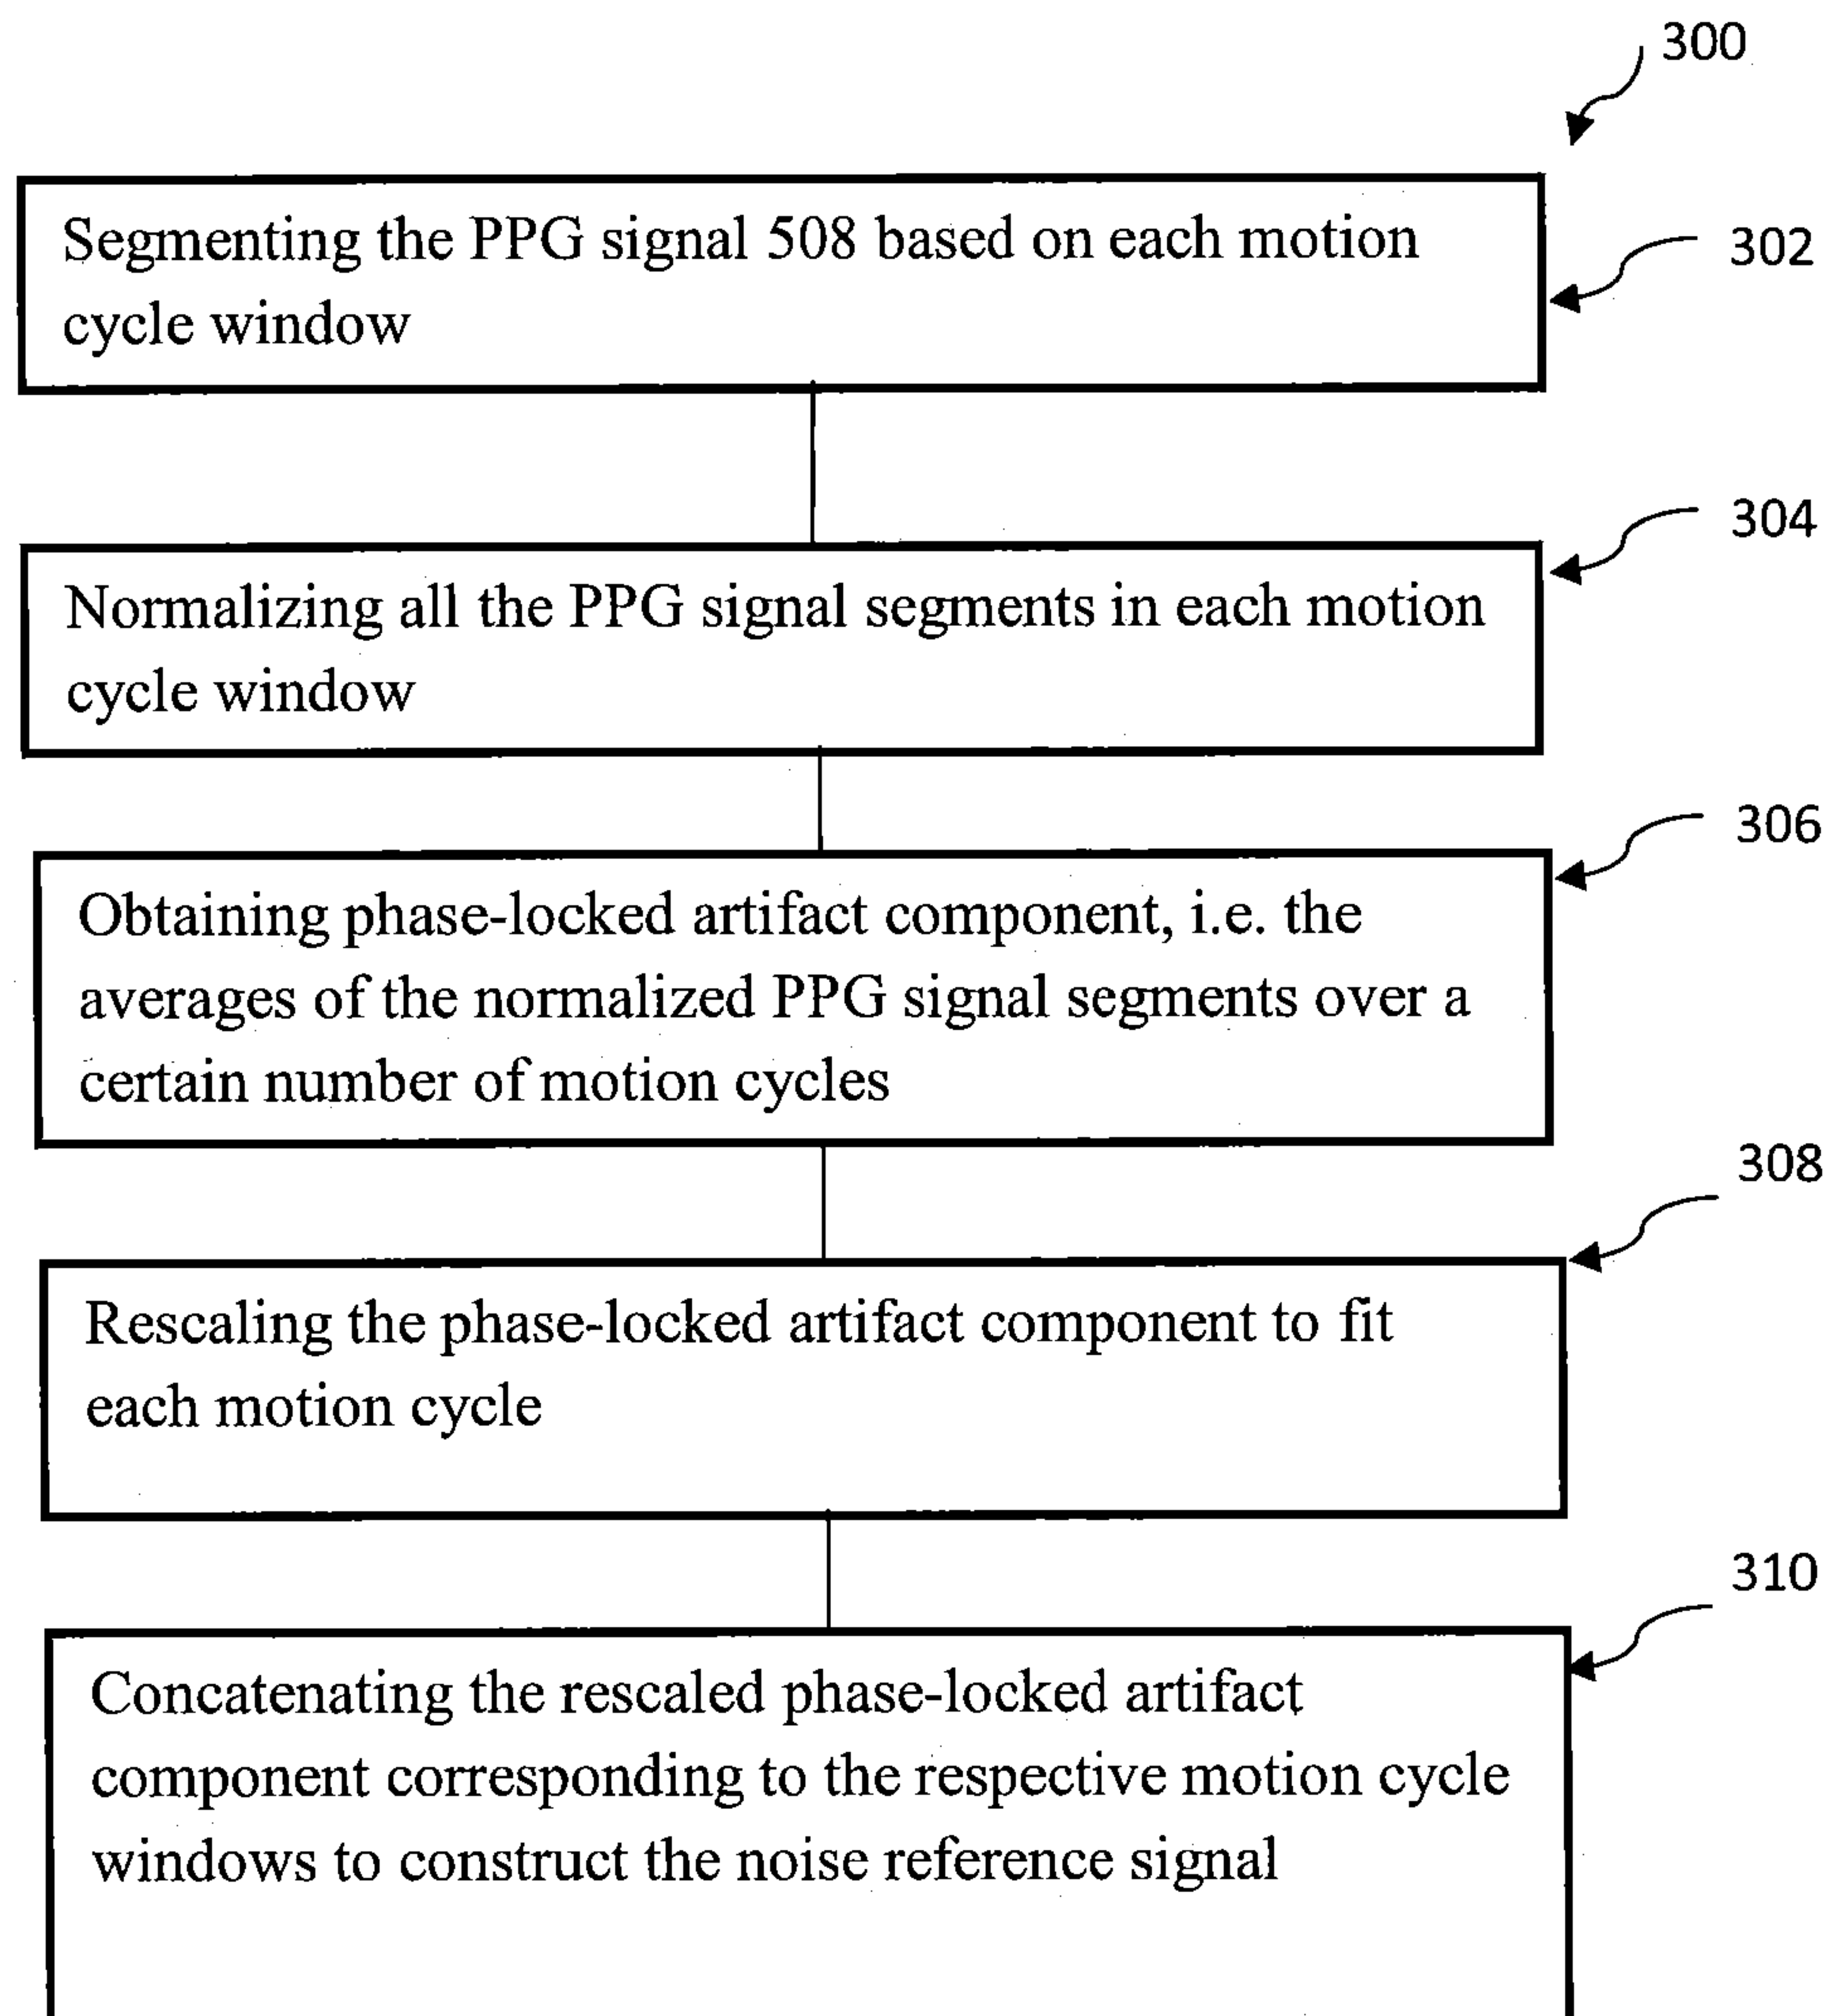 300
Segmenting the PPG signal 508 based on each motion
cycle window
302
304
Normalizing all the PPG signal segments in each motion
cycle window
306
Obtaining phase-locked artifact component, i.e. the
averages of the normalized PPG signal segments over a
certain number of motion cycles
308
Rescaling the phase-locked artifact component to fit
each motion cycle
310
Concatenating the rescaled phase-locked artifact
component corresponding to the respective motion cycle
windows to construct the noise reference signal